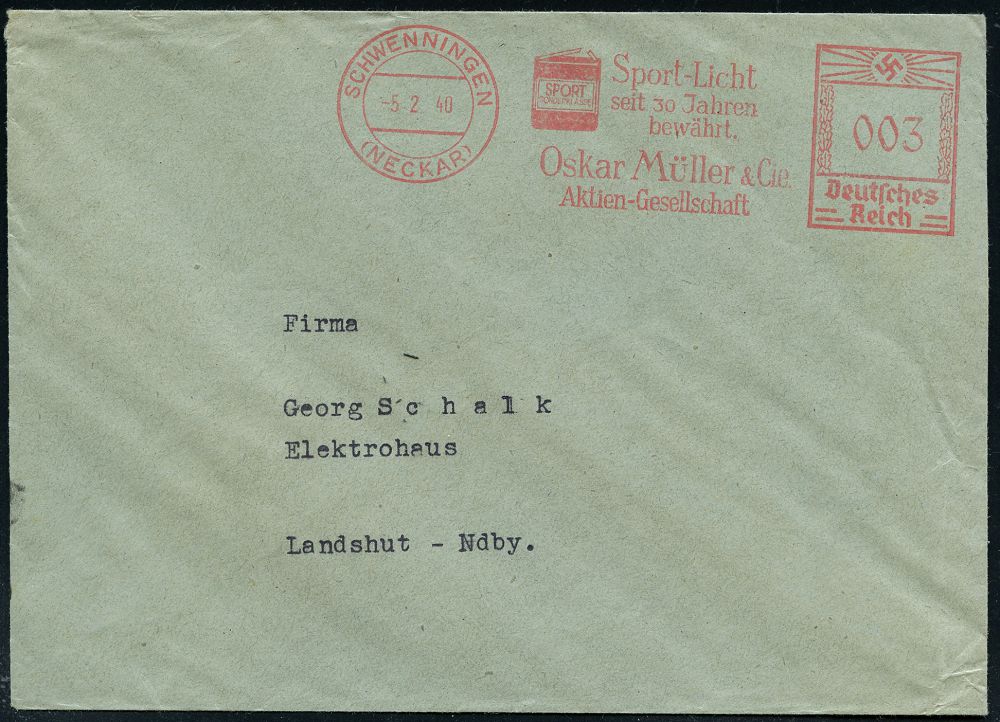 SCHWENNINGEN
-5. 2 40
(NECKAR)
SPORT
SONDERKLASSE
Sport-Licht
seit 30 Jahren
bewährt.
Oskar Müller & Cie.
Aktien-Gesellschaft
003
Deutsches
Reich
Firma
Georg S c h a l k
Elektrohaus
Landshut - Ndby.